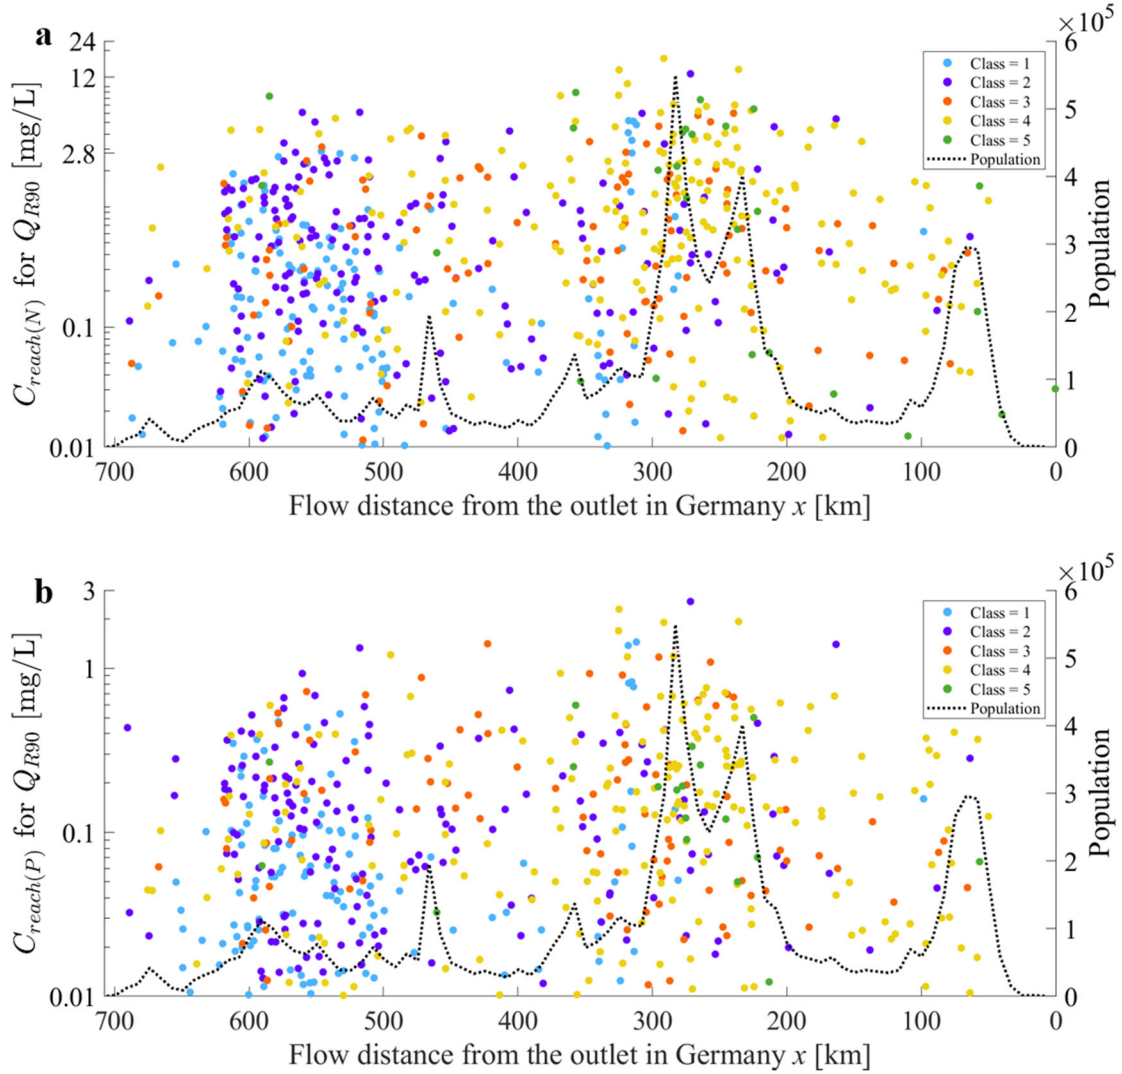 a
×10⁵
24
12
2.8
0.1
0.01
C_reach(N) for Q_R90 [mg/L]
6
5
4
3
2
1
0
Population
Class = 1
Class = 2
Class = 3
Class = 4
Class = 5
Population
700 600 500 400 300 200 100 0
Flow distance from the outlet in Germany x [km]
b
×10⁵
3
1
0.1
0.01
C_reach(P) for Q_R90 [mg/L]
6
5
4
3
2
1
0
Population
Class = 1
Class = 2
Class = 3
Class = 4
Class = 5
Population
700 600 500 400 300 200 100 0
Flow distance from the outlet in Germany x [km]